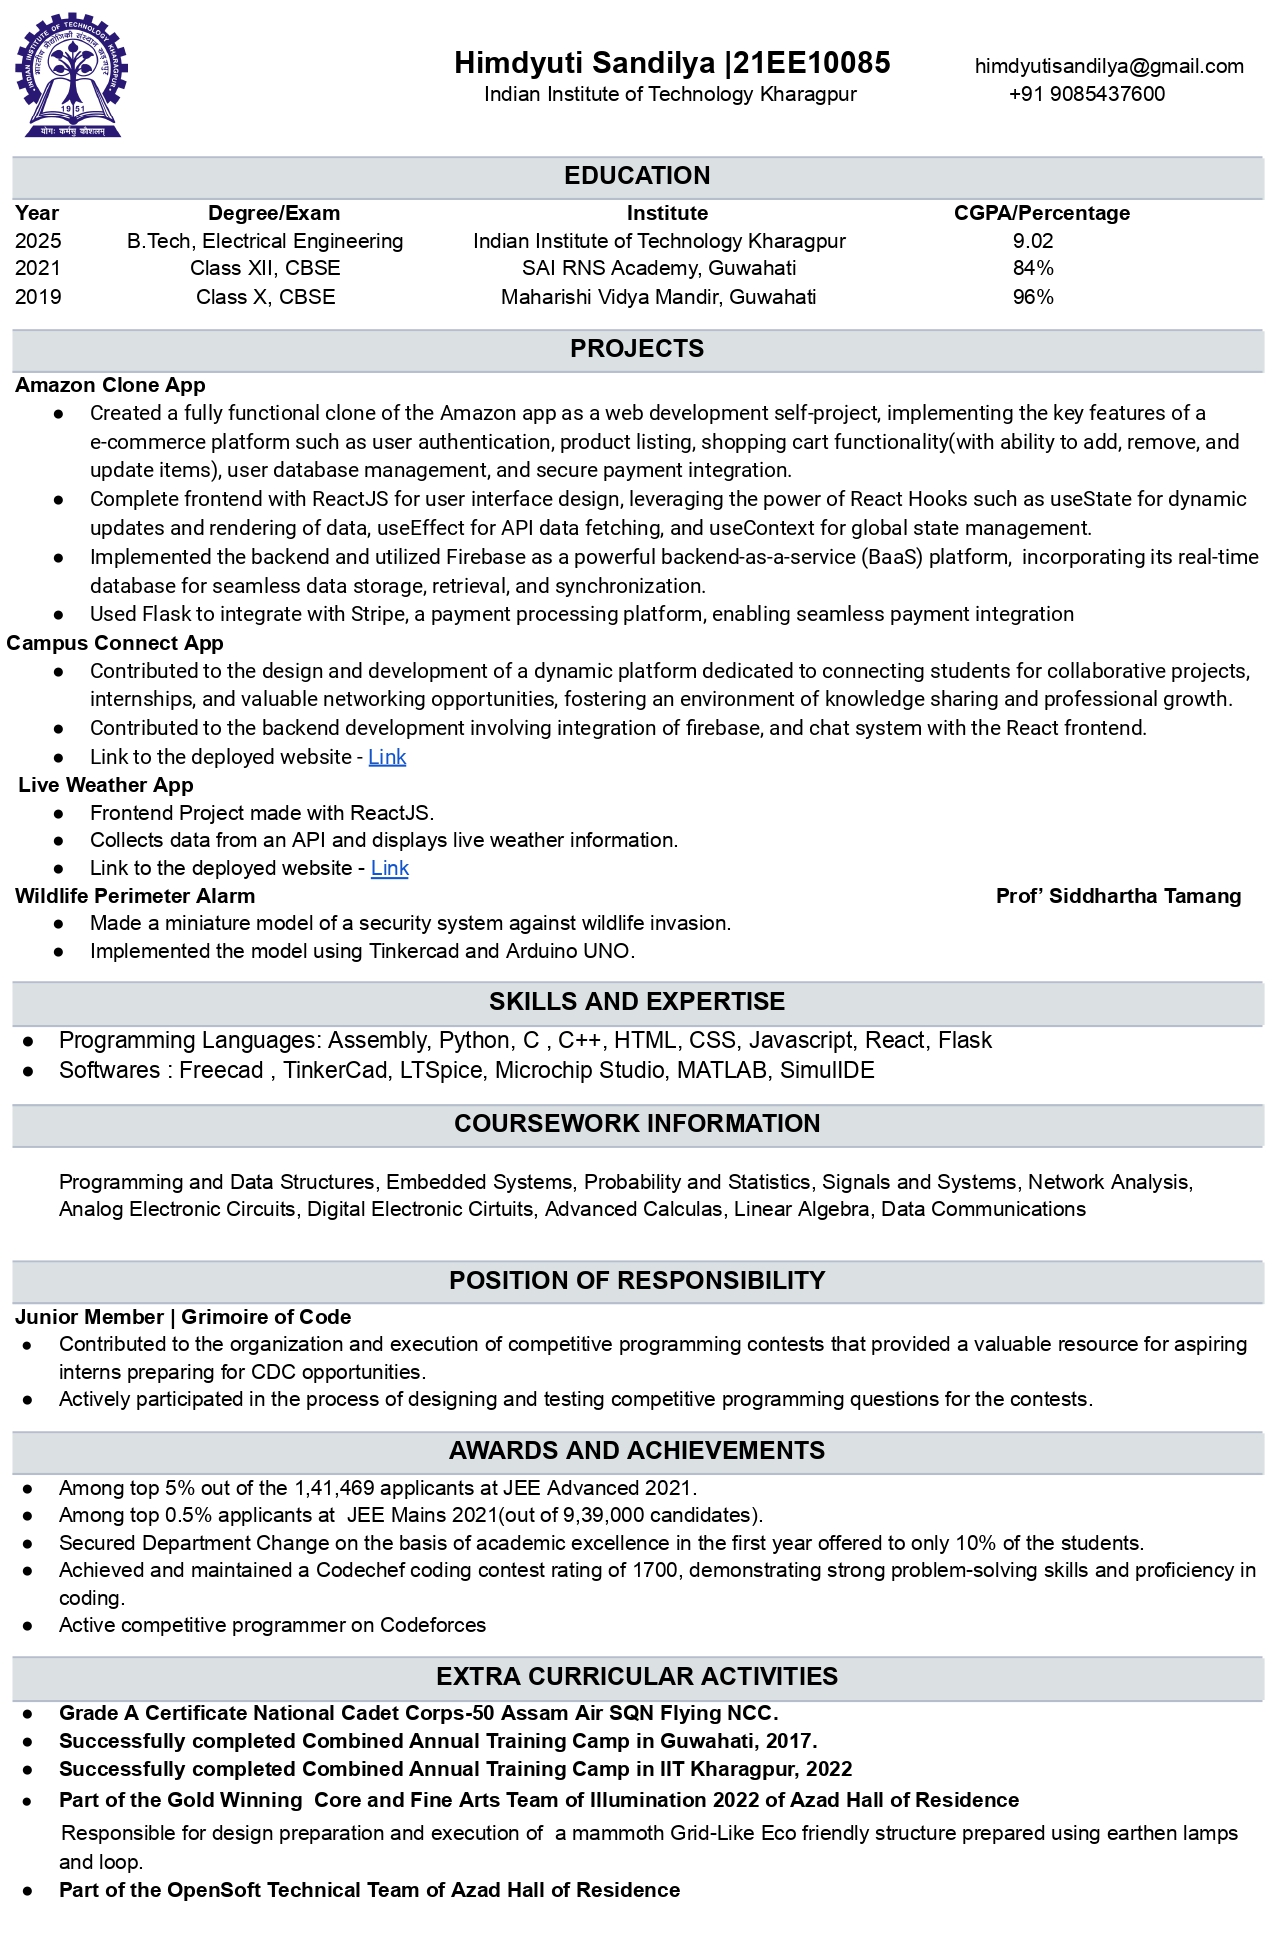 INDIAN INSTITUTE OF TECHNOLOGY KHARAGPUR
भारतीय प्रौद्योगिकी संस्थान खड़गपुर
1951
योगः कर्मसु कौशलम्
Himdyuti Sandilya |21EE10085
Indian Institute of Technology Kharagpur
himdyutisandilya@gmail.com
+91 9085437600
EDUCATION
Year Degree/Exam Institute CGPA/Percentage
2025 B.Tech, Electrical Engineering Indian Institute of Technology Kharagpur 9.02
2021 Class XII, CBSE SAI RNS Academy, Guwahati 84%
2019 Class X, CBSE Maharishi Vidya Mandir, Guwahati 96%
PROJECTS
Amazon Clone App
● Created a fully functional clone of the Amazon app as a web development self-project, implementing the key features of a
e-commerce platform such as user authentication, product listing, shopping cart functionality(with ability to add, remove, and
update items), user database management, and secure payment integration.
● Complete frontend with ReactJS for user interface design, leveraging the power of React Hooks such as useState for dynamic
updates and rendering of data, useEffect for API data fetching, and useContext for global state management.
● Implemented the backend and utilized Firebase as a powerful backend-as-a-service (BaaS) platform,  incorporating its real-time
database for seamless data storage, retrieval, and synchronization.
● Used Flask to integrate with Stripe, a payment processing platform, enabling seamless payment integration
Campus Connect App
● Contributed to the design and development of a dynamic platform dedicated to connecting students for collaborative projects,
internships, and valuable networking opportunities, fostering an environment of knowledge sharing and professional growth.
● Contributed to the backend development involving integration of firebase, and chat system with the React frontend.
● Link to the deployed website - Link
Live Weather App
● Frontend Project made with ReactJS.
● Collects data from an API and displays live weather information.
● Link to the deployed website - Link
Wildlife Perimeter Alarm Prof’ Siddhartha Tamang
● Made a miniature model of a security system against wildlife invasion.
● Implemented the model using Tinkercad and Arduino UNO.
SKILLS AND EXPERTISE
● Programming Languages: Assembly, Python, C , C++, HTML, CSS, Javascript, React, Flask
● Softwares : Freecad , TinkerCad, LTSpice, Microchip Studio, MATLAB, SimulIDE
COURSEWORK INFORMATION
Programming and Data Structures, Embedded Systems, Probability and Statistics, Signals and Systems, Network Analysis,
Analog Electronic Circuits, Digital Electronic Cirtuits, Advanced Calculas, Linear Algebra, Data Communications
POSITION OF RESPONSIBILITY
Junior Member | Grimoire of Code
● Contributed to the organization and execution of competitive programming contests that provided a valuable resource for aspiring
interns preparing for CDC opportunities.
● Actively participated in the process of designing and testing competitive programming questions for the contests.
AWARDS AND ACHIEVEMENTS
● Among top 5% out of the 1,41,469 applicants at JEE Advanced 2021.
● Among top 0.5% applicants at  JEE Mains 2021(out of 9,39,000 candidates).
● Secured Department Change on the basis of academic excellence in the first year offered to only 10% of the students.
● Achieved and maintained a Codechef coding contest rating of 1700, demonstrating strong problem-solving skills and proficiency in
coding.
● Active competitive programmer on Codeforces
EXTRA CURRICULAR ACTIVITIES
● Grade A Certificate National Cadet Corps-50 Assam Air SQN Flying NCC.
● Successfully completed Combined Annual Training Camp in Guwahati, 2017.
● Successfully completed Combined Annual Training Camp in IIT Kharagpur, 2022
● Part of the Gold Winning  Core and Fine Arts Team of Illumination 2022 of Azad Hall of Residence
Responsible for design preparation and execution of  a mammoth Grid-Like Eco friendly structure prepared using earthen lamps
and loop.
● Part of the OpenSoft Technical Team of Azad Hall of Residence